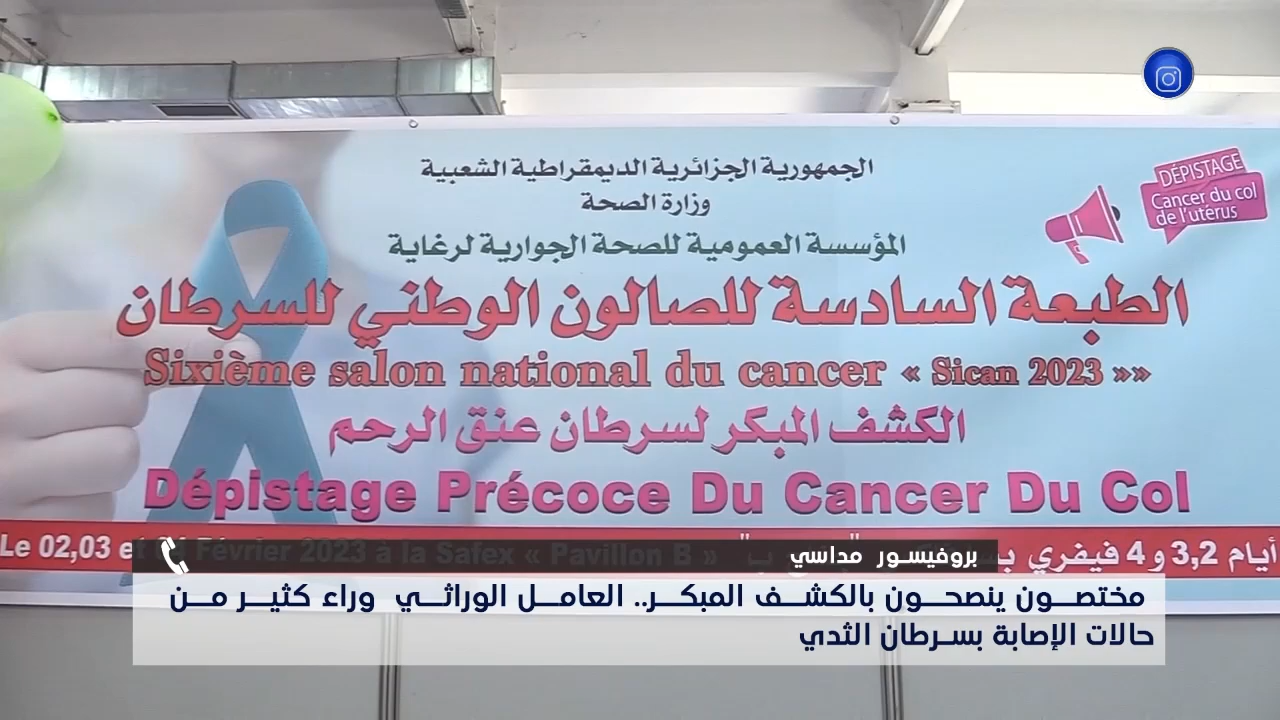 الجمهورية الجزائرية الديمقراطية الشعبية
وزارة الصحة
المؤسسة العمومية للصحة الجوارية لرغاية
DÉPISTAGE
Cancer du col
de l'utérus
الطبعة السادسة للصالون الوطني للسرطان
Sixième salon national du cancer « Sican 2023 »»
الكشف المبكر لسرطان عنق الرحم
Dépistage Précoce Du Cancer Du Col
أيام 3,2 و 4 فيفري
Le 02,03 et 04 Février 2023 à la Safex « Pavillon B »
بروفيسور مداسي
مختصون ينصحون بالكشف المبكر.. العامل الوراثي وراء كثير من
حالات الإصابة بسرطان الثدي